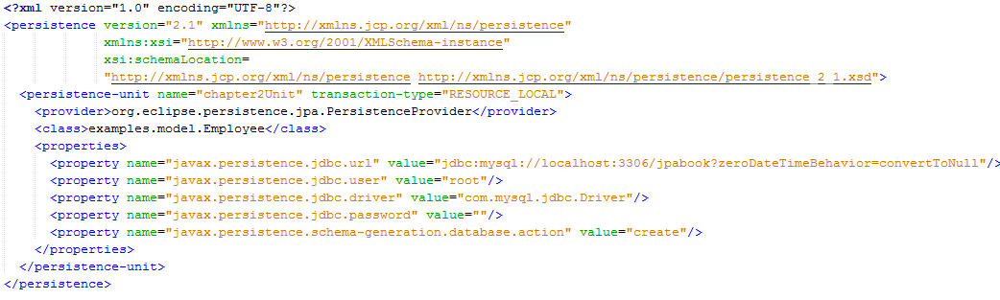 <?xml version="1.0" encoding="UTF-8"?>
<persistence version="2.1" xmlns="http://xmlns.jcp.org/xml/ns/persistence"
xmlns:xsi="http://www.w3.org/2001/XMLSchema-instance"
xsi:schemaLocation=
"http://xmlns.jcp.org/xml/ns/persistence http://xmlns.jcp.org/xml/ns/persistence/persistence_2_1.xsd">
<persistence-unit name="chapter2Unit" transaction-type="RESOURCE_LOCAL">
<provider>org.eclipse.persistence.jpa.PersistenceProvider</provider>
<class>examples.model.Employee</class>
<properties>
<property name="javax.persistence.jdbc.url" value="jdbc:mysql://localhost:3306/jpabook?zeroDateTimeBehavior=convertToNull"/>
<property name="javax.persistence.jdbc.user" value="root"/>
<property name="javax.persistence.jdbc.driver" value="com.mysql.jdbc.Driver"/>
<property name="javax.persistence.jdbc.password" value=""/>
<property name="javax.persistence.schema-generation.database.action" value="create"/>
</properties>
</persistence-unit>
</persistence>